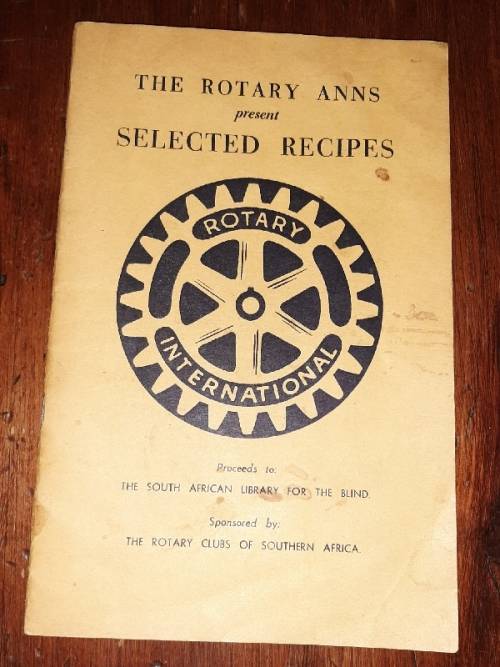 THE ROTARY ANNS
present
SELECTED RECIPES
ROTARY
INTERNATIONAL
Proceeds to:
THE SOUTH AFRICAN LIBRARY FOR THE BLIND.
Sponsored by:
THE ROTARY CLUBS OF SOUTHERN AFRICA.